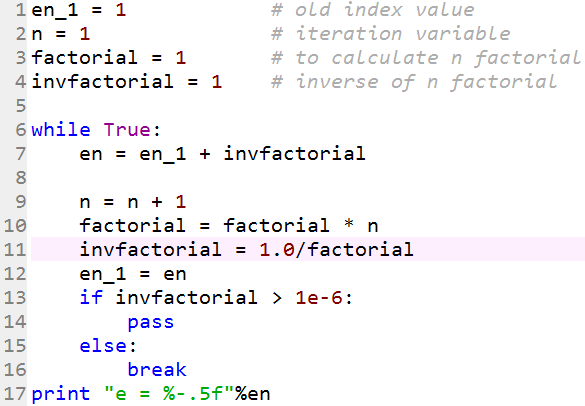 1 en_1 = 1            # old index value
2 n = 1               # iteration variable
3 factorial = 1       # to calculate n factorial
4 invfactorial = 1    # inverse of n factorial
5
6 while True:
7     en = en_1 + invfactorial
8
9     n = n + 1
10     factorial = factorial * n
11     invfactorial = 1.0/factorial
12     en_1 = en
13     if invfactorial > 1e-6:
14         pass
15     else:
16         break
17 print "e = %-.5f"%en